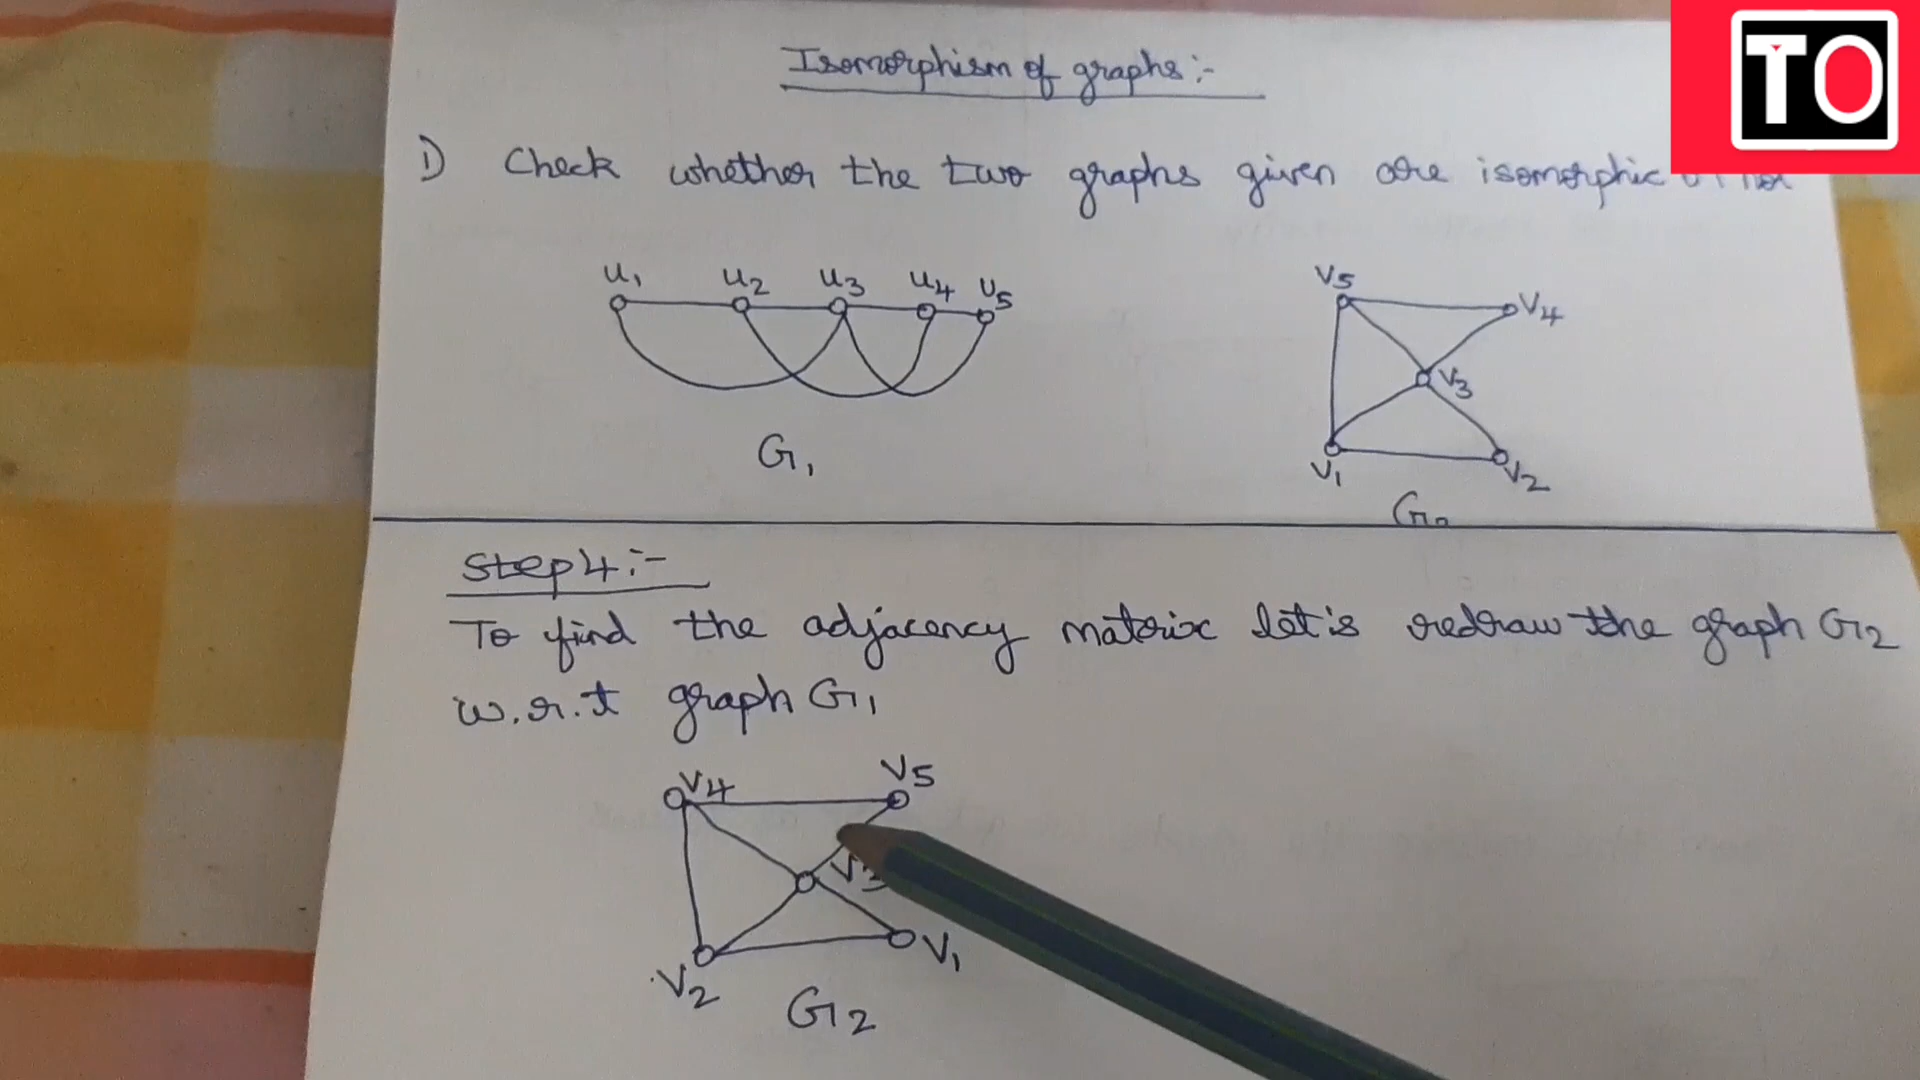 TO
Isomorphism of graphs :-
1) Check whether the two graphs given are isomorphic
u1 u2 u3 u4 u5
G1
V5 V4
V3
V1 V2
G2
Step 4 :-
To find the adjacency matrix let's redraw the graph G2
w.r.t graph G1
V4 V5
V3
V2 V1
G2